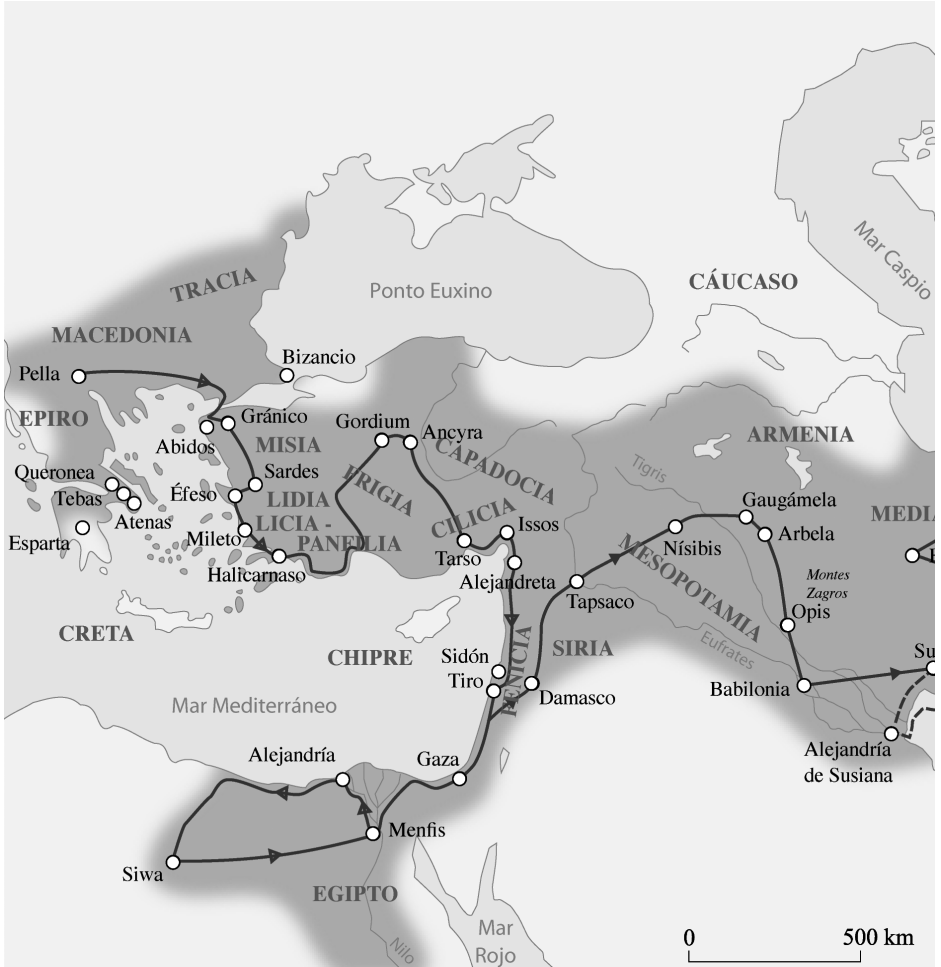 Mar Caspio
TRACIA
CÁUCASO
Ponto Euxino
MACEDONIA
Bizancio
Pella
EPIRO
Gránico
Gordium
Ancyra
Abidos
MISIA
CAPADOCIA
ARMENIA
Queronea
Sardes
Tigris
Tebas
Éfeso
LIDIA
FRIGIA
Gaugámela
Atenas
LICIA -
PANFILIA
CILICIA
Issos
MEDIA
Esparta
Mileto
Tarso
Nísibis
Arbela
Halicarnaso
Alejandreta
MESOPOTAMIA
Montes
Zagros
Tapsaco
Opis
CRETA
CHIPRE
Sidón
FENICIA
SIRIA
Eufrates
Su
Tiro
Damasco
Babilonia
Mar Mediterráneo
Alejandría
Gaza
Alejandría
de Susiana
Menfis
Siwa
EGIPTO
Nilo
Mar
Rojo
0
500 km